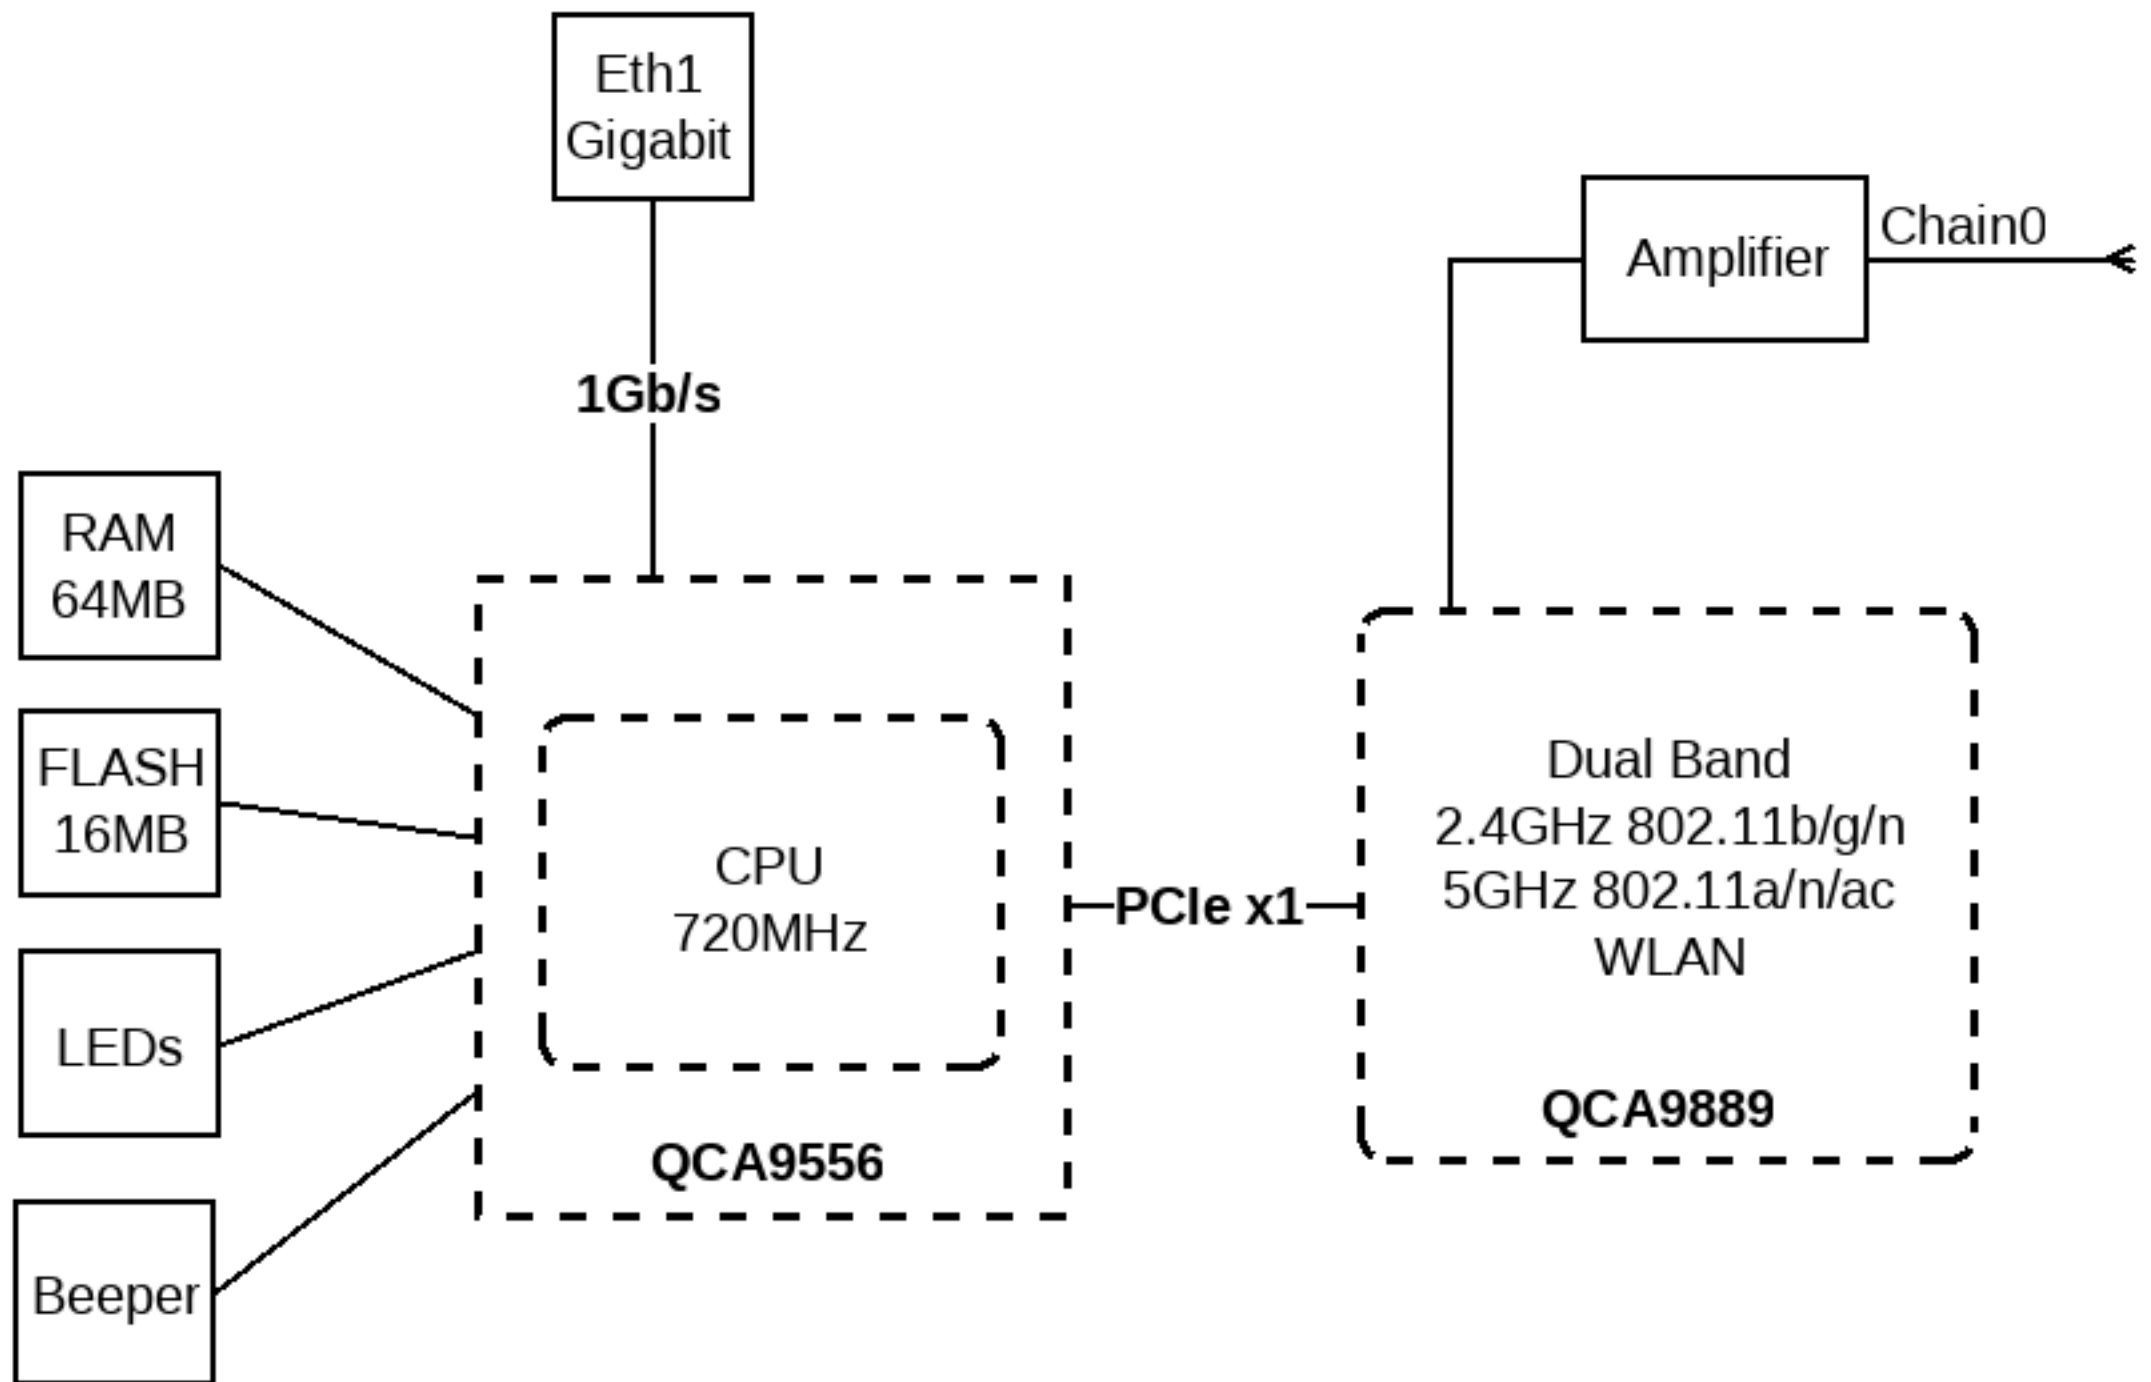 Eth1
Gigabit
Amplifier
Chain0
1Gb/s
RAM
64MB
FLASH
16MB
LEDs
Beeper
CPU
720MHz
QCA9556
PCIe x1
Dual Band
2.4GHz 802.11b/g/n
5GHz 802.11a/n/ac
WLAN
QCA9889